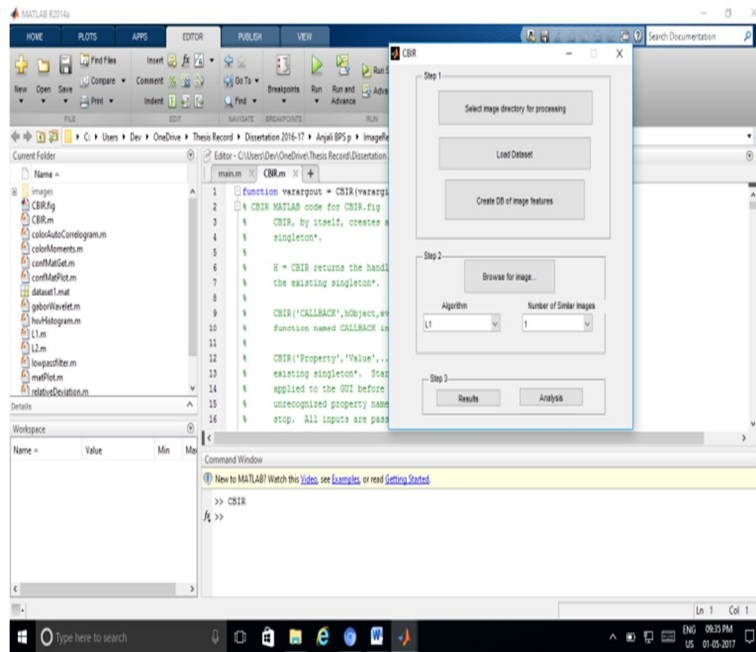 MATLAB R2014a
HOME PLOTS APPS EDITOR PUBLISH VIEW
Search Documentation
New Open Save
Find Files
Compare
Print
Insert
Comment
Indent
Go To
Find
Breakpoints
Run
Run and Advance
Run S
Adva
FILE EDIT NAVIGATE BREAKPOINTS RUN
C: Users Dev OneDrive Thesis Record Dissertation 2016-17 Anjali BPS p ImageRe
Current Folder
Name
images
CBIR.fig
CBIR.m
colorAutoCorrelogram.m
colorMoments.m
confMatGet.m
confMatPlot.m
dataset1.mat
gaborWavelet.m
hsvHistogram.m
L1.m
L2.m
lowpassfilter.m
matPlot.m
relativeDeviation.m
Details
Workspace
Name Value Min Ma
Editor - C:\Users\Dev\OneDrive\Thesis Record\Dissertation
main.m CBIR.m +
1 function varargout = CBIR(varargi
2 % CBIR MATLAB code for CBIR.fig
3 % CBIR, by itself, creates a
4 % singleton*.
5 %
6 % H = CBIR returns the handl
7 % the existing singleton*.
8 %
9 % CBIR('CALLBACK',hObject,ev
10 % function named CALLBACK in
11 %
12 % CBIR('Property','Value',..
13 % existing singleton*. Star
14 % applied to the GUI before
15 % unrecognized property name
16 % stop. All inputs are pass
CBIR
Step 1
Select image directory for processing
Load Dataset
Create DB of image features
Step 2
Browse for image...
Algorithm Number of Similar Images
L1 1
Step 3
Results Analysis
Command Window
New to MATLAB? Watch this Video, see Examples, or read Getting Started.
>> CBIR
fx >>
Ln 1 Col 1
Type here to search
ENG US
09:35 PM
01-05-2017